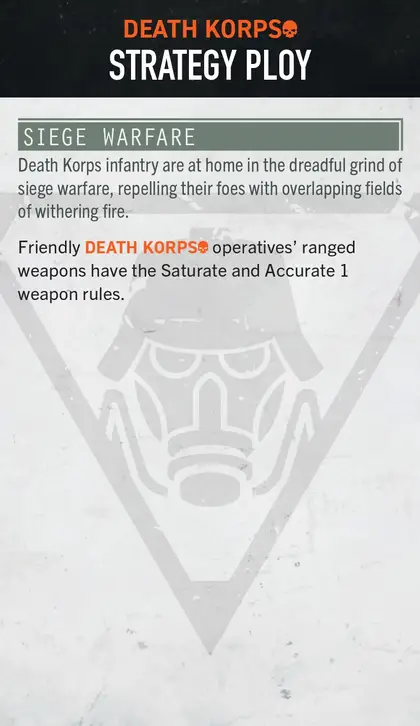 DEATH KORPS
STRATEGY PLOY
SIEGE WARFARE
Death Korps infantry are at home in the dreadful grind of
siege warfare, repelling their foes with overlapping fields
of withering fire.
Friendly DEATH KORPS operatives’ ranged
weapons have the Saturate and Accurate 1
weapon rules.